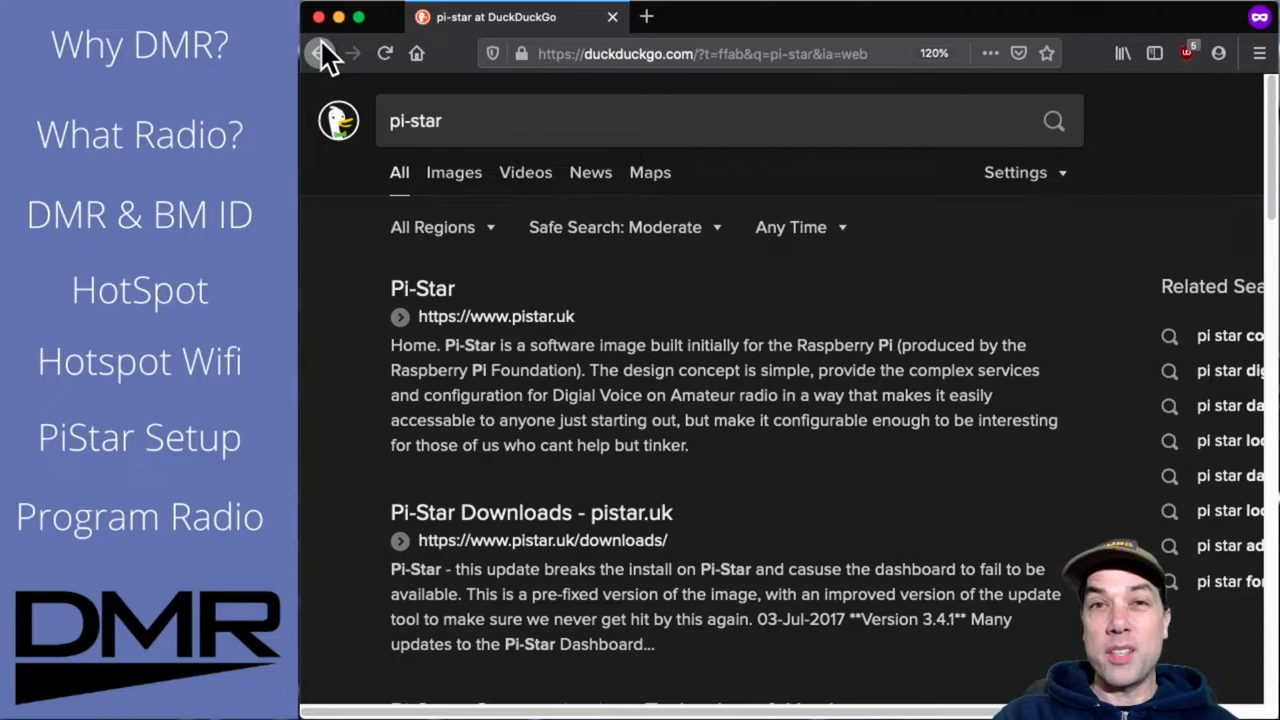 Why DMR?
What Radio?
DMR & BM ID
HotSpot
Hotspot Wifi
PiStar Setup
Program Radio
DMR
pi-star at DuckDuckGo
https://duckduckgo.com/?t=ffab&q=pi-star&ia=web
120%
5
pi-star
All Images Videos News Maps
Settings
All Regions
Safe Search: Moderate
Any Time
Pi-Star
https://www.pistar.uk
Home. Pi-Star is a software image built initially for the Raspberry Pi (produced by the
Raspberry Pi Foundation). The design concept is simple, provide the complex services
and configuration for Digial Voice on Amateur radio in a way that makes it easily
accessable to anyone just starting out, but make it configurable enough to be interesting
for those of us who cant help but tinker.
Pi-Star Downloads - pistar.uk
https://www.pistar.uk/downloads/
Pi-Star - this update breaks the install on Pi-Star and casuse the dashboard to fail to be
available. This is a pre-fixed version of the image, with an improved version of the update
tool to make sure we never get hit by this again. 03-Jul-2017 **Version 3.4.1** Many
updates to the Pi-Star Dashboard...
Related Sea
pi star co
pi star dig
pi star da
pi star loc
pi star da
pi star loc
pi star ad
pi star for